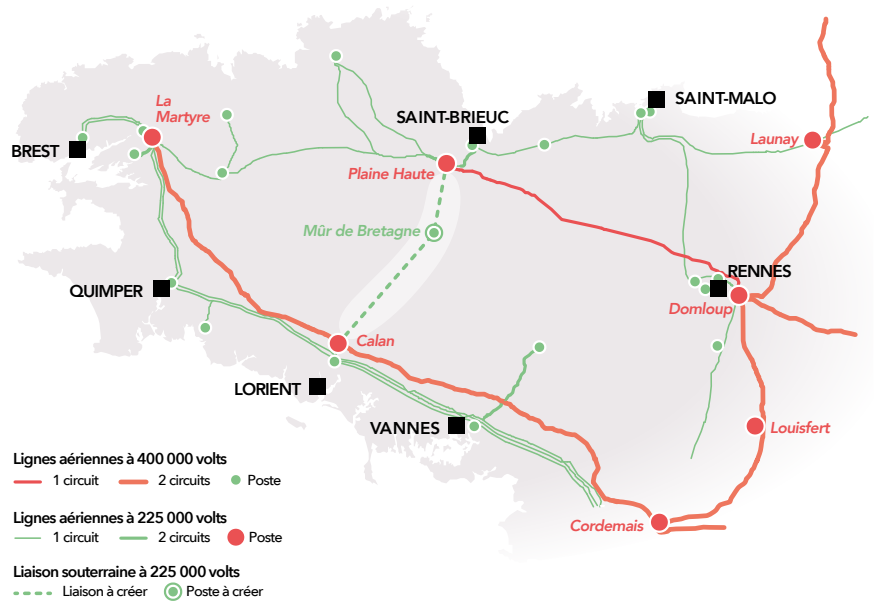 La
Martyre
BREST
SAINT-BRIEUC
SAINT-MALO
Launay
Plaine Haute
Mûr de Bretagne
RENNES
Domloup
QUIMPER
Calan
LORIENT
VANNES
Louisfert
Cordemais
Lignes aériennes à 400 000 volts
1 circuit 2 circuits Poste
Lignes aériennes à 225 000 volts
1 circuit 2 circuits Poste
Liaison souterraine à 225 000 volts
Liaison à créer Poste à créer